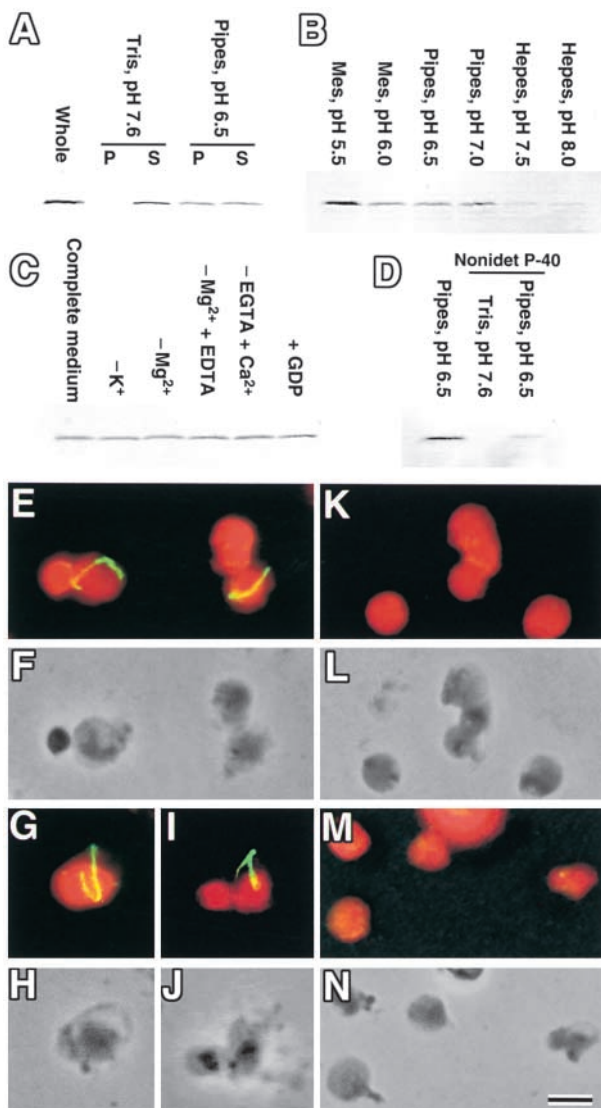 A
Whole
Tris, pH 7.6
P
S
Pipes, pH 6.5
P
S
B
Mes, pH 5.5
Mes, pH 6.0
Pipes, pH 6.5
Pipes, pH 7.0
Hepes, pH 7.5
Hepes, pH 8.0
C
Complete medium
– K⁺
– Mg²⁺
– Mg²⁺ + EDTA
– EGTA + Ca²⁺
+ GDP
D
Nonidet P-40
Pipes, pH 6.5
Tris, pH 7.6
Pipes, pH 6.5
E
K
F
L
G
I
M
H
J
N